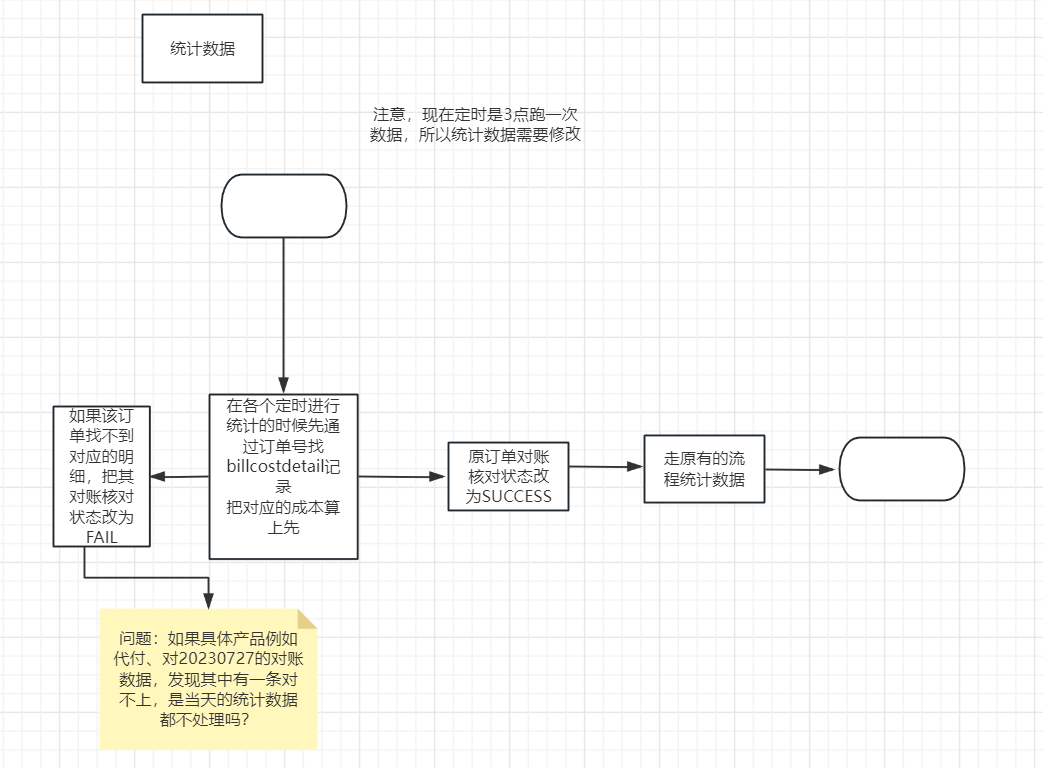 统计数据
注意，现在定时是3点跑一次
数据，所以统计数据需要修改
如果该订
单找不到
对应的明
细，把其
对账核对
状态改为
FAIL
在各个定时进行
统计的时候先通
过订单号找
billcostdetail记
录
把对应的成本算
上先
原订单对账
核对状态改
为SUCCESS
走原有的流
程统计数据
问题：如果具体产品例如
代付、对20230727的对账
数据，发现其中有一条对
不上，是当天的统计数据
都不处理吗？